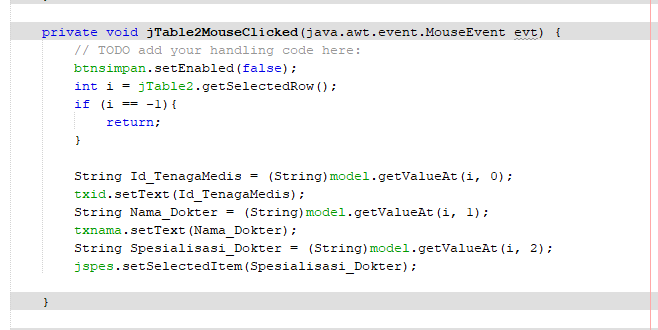 private void jTable2MouseClicked(java.awt.event.MouseEvent evt) {
// TODO add your handling code here:
btnsimpan.setEnabled(false);
int i = jTable2.getSelectedRow();
if (i == -1){
return;
}
String Id_TenagaMedis = (String)model.getValueAt(i, 0);
txid.setText(Id_TenagaMedis);
String Nama_Dokter = (String)model.getValueAt(i, 1);
txnama.setText(Nama_Dokter);
String Spesialisasi_Dokter = (String)model.getValueAt(i, 2);
jspes.setSelectedItem(Spesialisasi_Dokter);
}